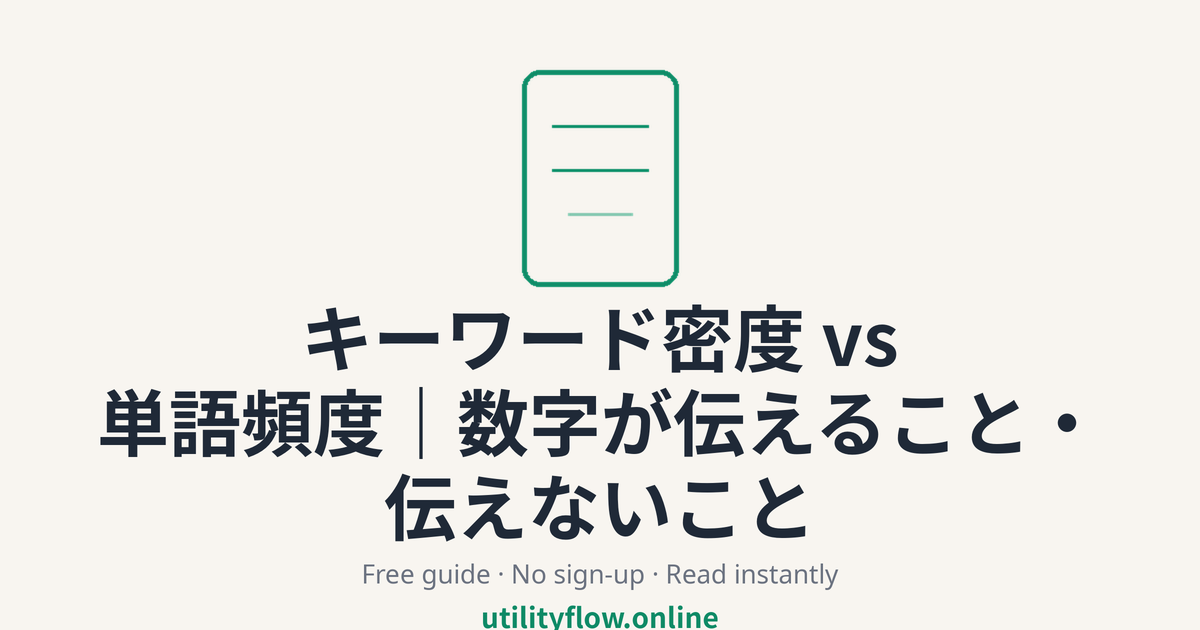 キーワード密度 vs
単語頻度｜数字が伝えること・
伝えないこと
Free guide · No sign-up · Read instantly
utilityflow.online